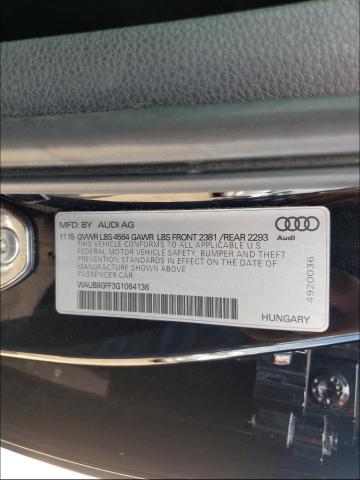 MFD. BY AUDI AG
11 15 GVWR LBS 4564 GAWR LBS FRONT 2381 / REAR 2293
THIS VEHICLE CONFORMS TO ALL APPLICABLE U.S.
FEDERAL MOTOR VEHICLE SAFETY, BUMPER AND THEFT
PREVENTION STANDARDS IN EFFECT ON THE DATE OF
MANUFACTURE SHOWN ABOVE.
PASSENGER CAR
WAUB8GFF3G1064136
Audi
4920036
HUNGARY